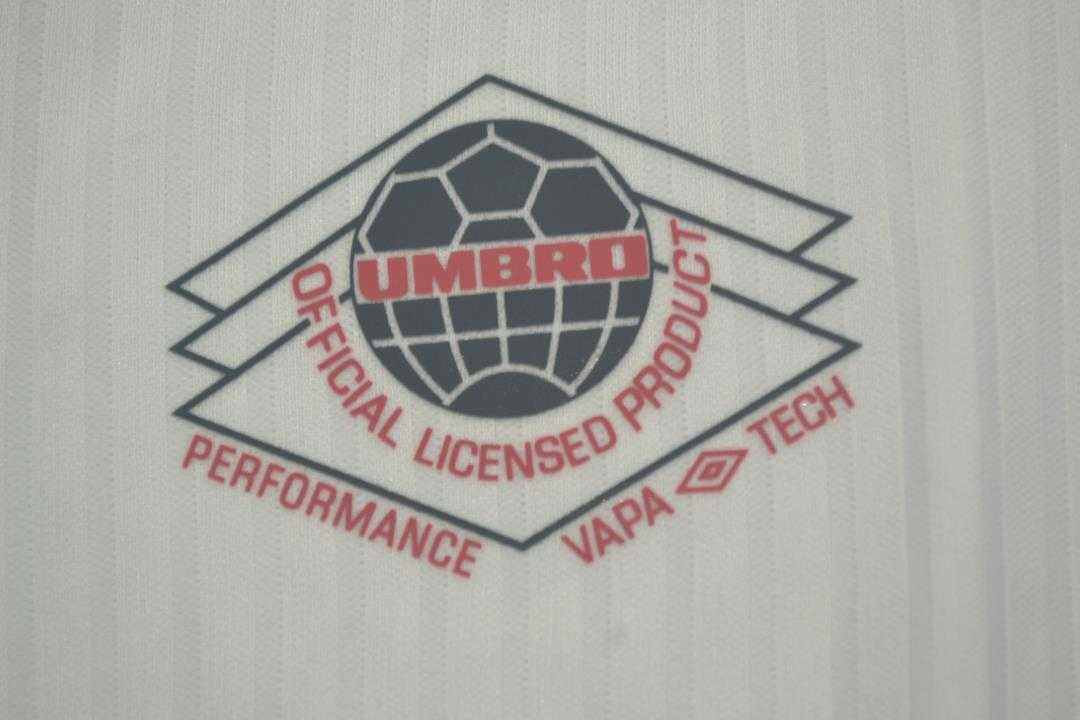 UMBRO
OFFICIAL LICENSED PRODUCT
PERFORMANCE
VAPA TECH